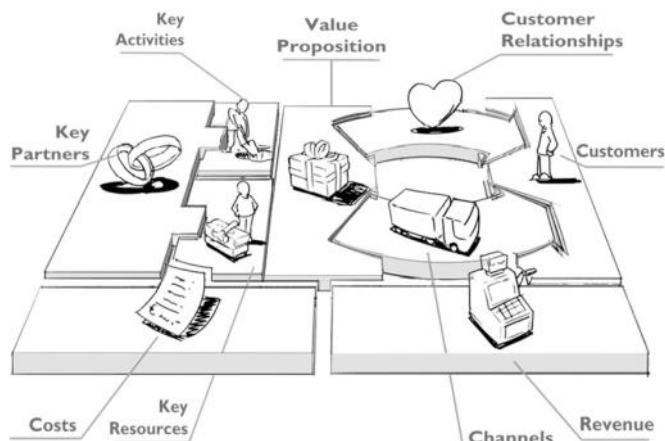 Key
Activities
Value
Proposition
Customer
Relationships
Key
Partners
Customers
Costs
Key
Resources
Channels
Revenue